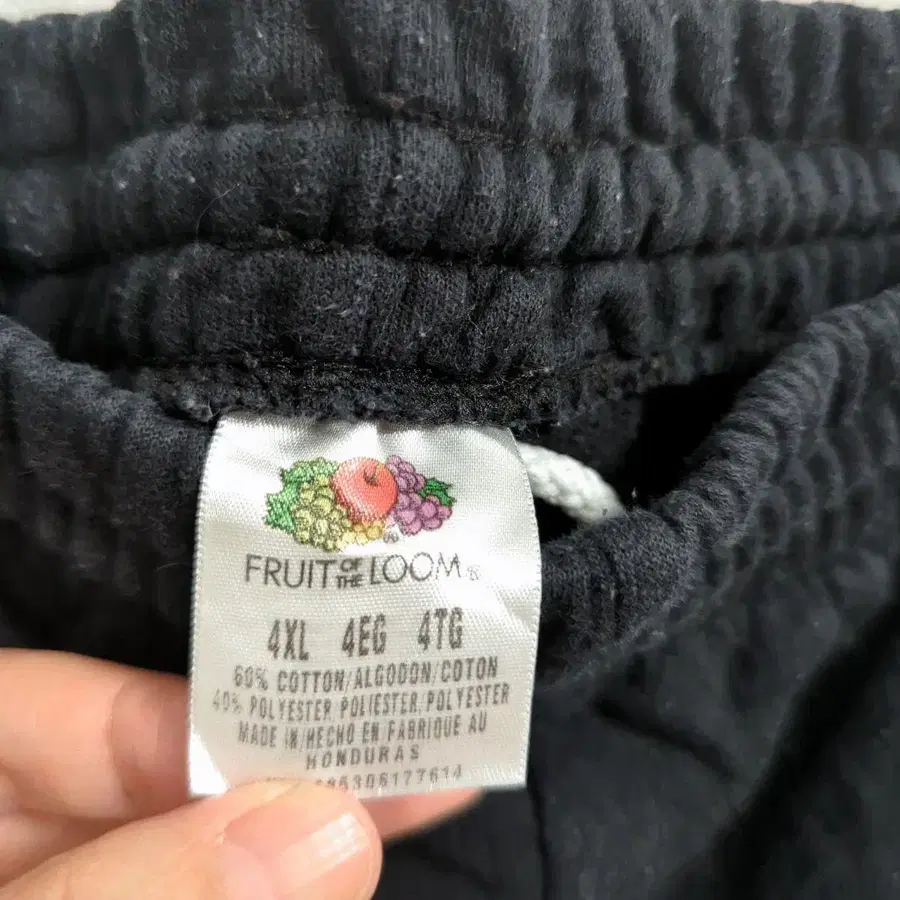 FRUIT OF THE LOOM®
4XL 4EG 4TG
60% COTTON/ALGODON/COTON
40% POLYESTER POLIESTER/POLYESTER
MADE IN/HECHO EN/FABRIQUE AU
HONDURAS